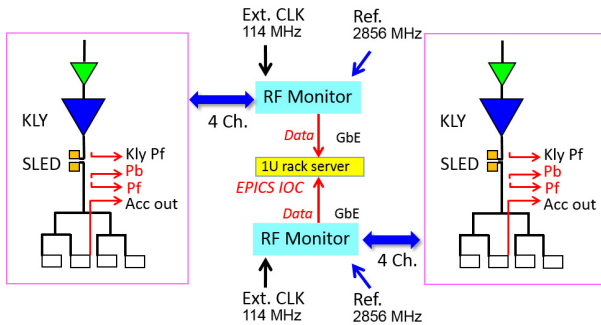 Ext. CLK
114 MHz
Ref.
2856 MHz
KLY
SLED
Kly Pf
Pb
Pf
Acc out
4 Ch.
RF Monitor
Data
GbE
1U rack server
EPICS IOC
Data
GbE
RF Monitor
4 Ch.
Ext. CLK
114 MHz
Ref.
2856 MHz
KLY
SLED
Kly Pf
Pb
Pf
Acc out